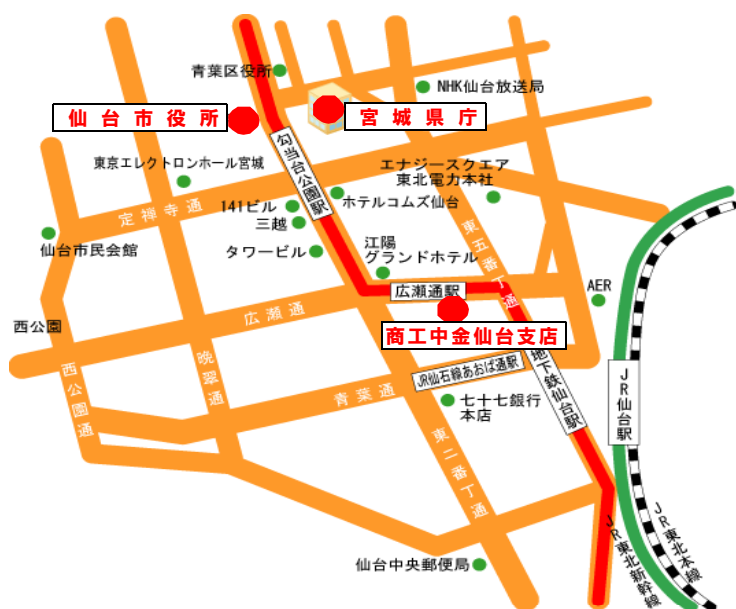 青葉区役所
NHK仙台放送局
仙台市役所
宮城県庁
勾当台公園駅
東京エレクトロンホール宮城
エナジースクエア
東北電力本社
ホテルコムズ仙台
定禅寺通
141ビル
三越
タワービル
仙台市民会館
江陽
グランドホテル
東五番丁通
広瀬通駅
AER
広瀬通
西公園
商工中金仙台支店
地下鉄仙台駅
JR仙石線あおば通駅
JR仙台駅
晩翠通
西公園通
青葉通
七十七銀行
本店
東二番丁通
仙台中央郵便局
JR東北新幹線
JR東北本線